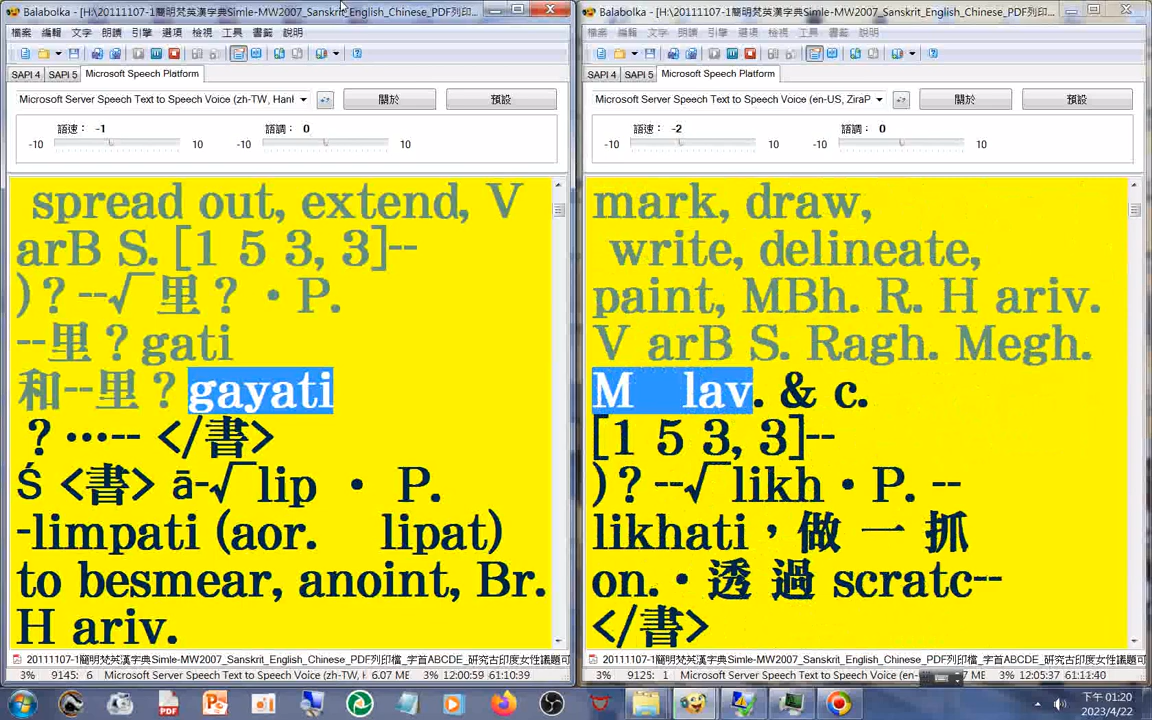 Balabolka - [H:\20111107-1簡明梵英漢字典Simle-MW2007_Sanskrit_English_Chinese_PDF列印...
檔案 編輯 文字 朗讀 引擎 選項 檢視 工具 書籤 說明
SAPI 4 SAPI 5 Microsoft Speech Platform
Microsoft Server Speech Text to Speech Voice (zh-TW, HanH
關於
預設
語速： -1
語調： 0
-10 10 -10 10
spread out, extend, V
arB S. [1 5 3, 3]--
)？--√里？·P.
--里？gati
和--里？gayati
？…-- </書>
Ś <書> ā-√lip · P.
-limpati (aor. lipat)
to besmear, anoint, Br.
H ariv.
20111107-1簡明梵英漢字典Simle-MW2007_Sanskrit_English_Chinese_PDF列印檔_字首ABCDE_研究古印度女性議題可
3% 9145: 6 Microsoft Server Speech Text to Speech Voice (zh-TW, H 6.07 ME 3% 12:00:59 61:10:39
Balabolka - [H:\20111107-1簡明梵英漢字典Simle-MW2007_Sanskrit_English_Chinese_PDF列印...
檔案 編輯 文字 朗讀 引擎 選項 檢視 工具 書籤 說明
SAPI 4 SAPI 5 Microsoft Speech Platform
Microsoft Server Speech Text to Speech Voice (en-US, ZiraP
關於
預設
語速： -2
語調： 0
-10 10 -10 10
mark, draw,
write, delineate,
paint, MBh. R. H ariv.
V arB S. Ragh. Megh.
M lav. & c.
[1 5 3, 3]--
)？--√likh·P. --
likhati，做 一 抓
on.·透 過 scratc--
</書>
20111107-1簡明梵英漢字典Simle-MW2007_Sanskrit_English_Chinese_PDF列印檔_字首ABCDE_研究古印度女性議題可
3% 9125: 1 Microsoft Server Speech Text to Speech Voice 3% 12:05:37 61:11:40
下午 01:20
2023/4/22